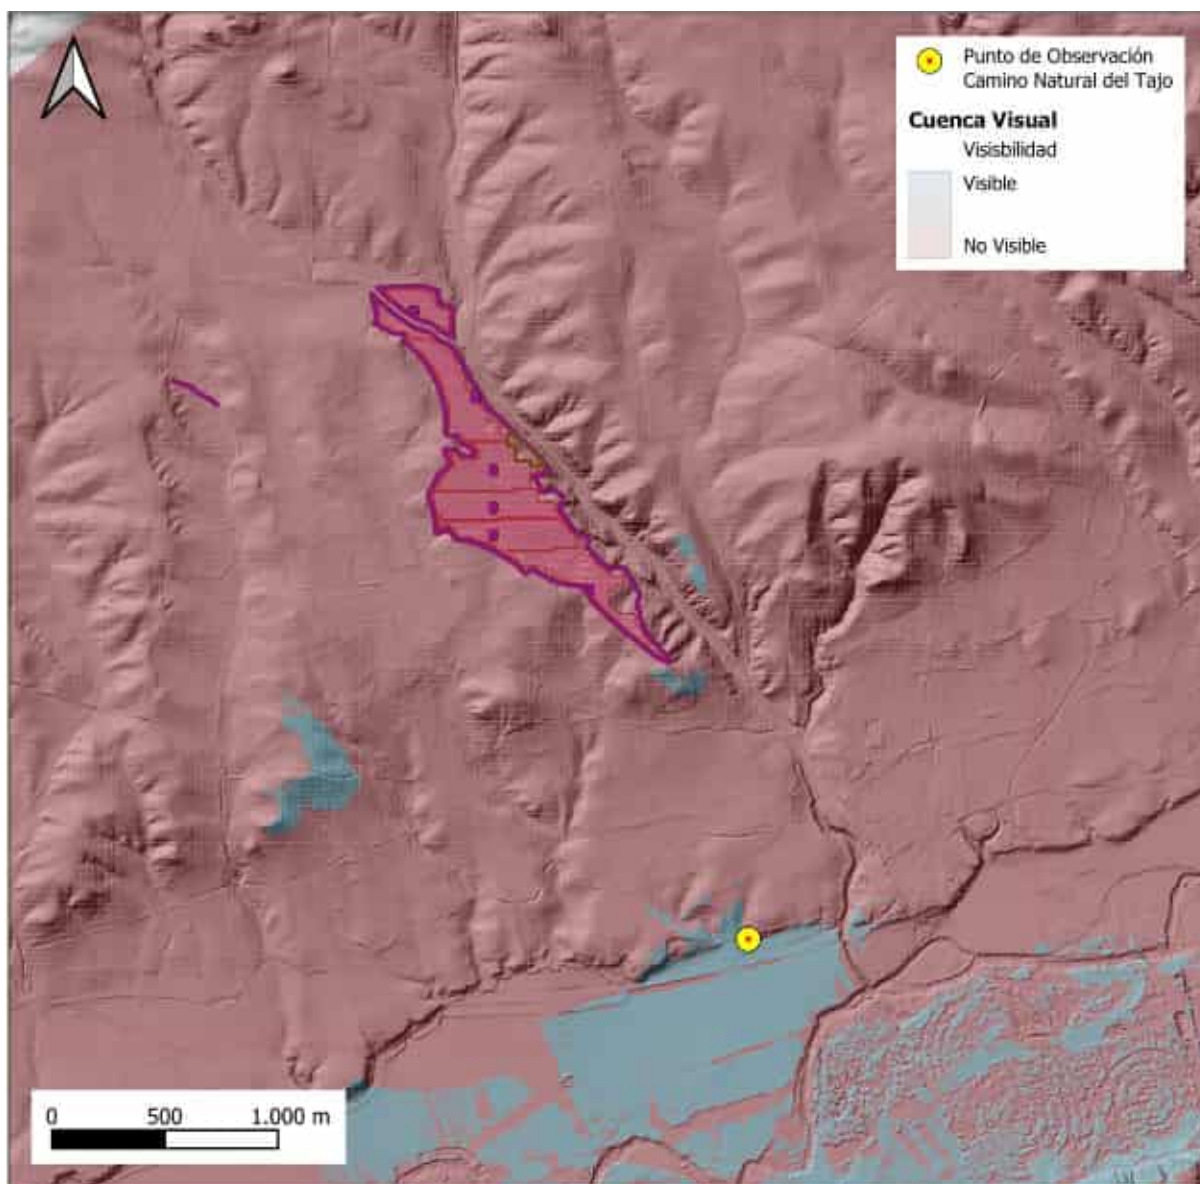 Punto de Observación
Camino Natural del Tajo
Cuenca Visual
Visisbilidad
Visible
No Visible
0 500 1.000 m